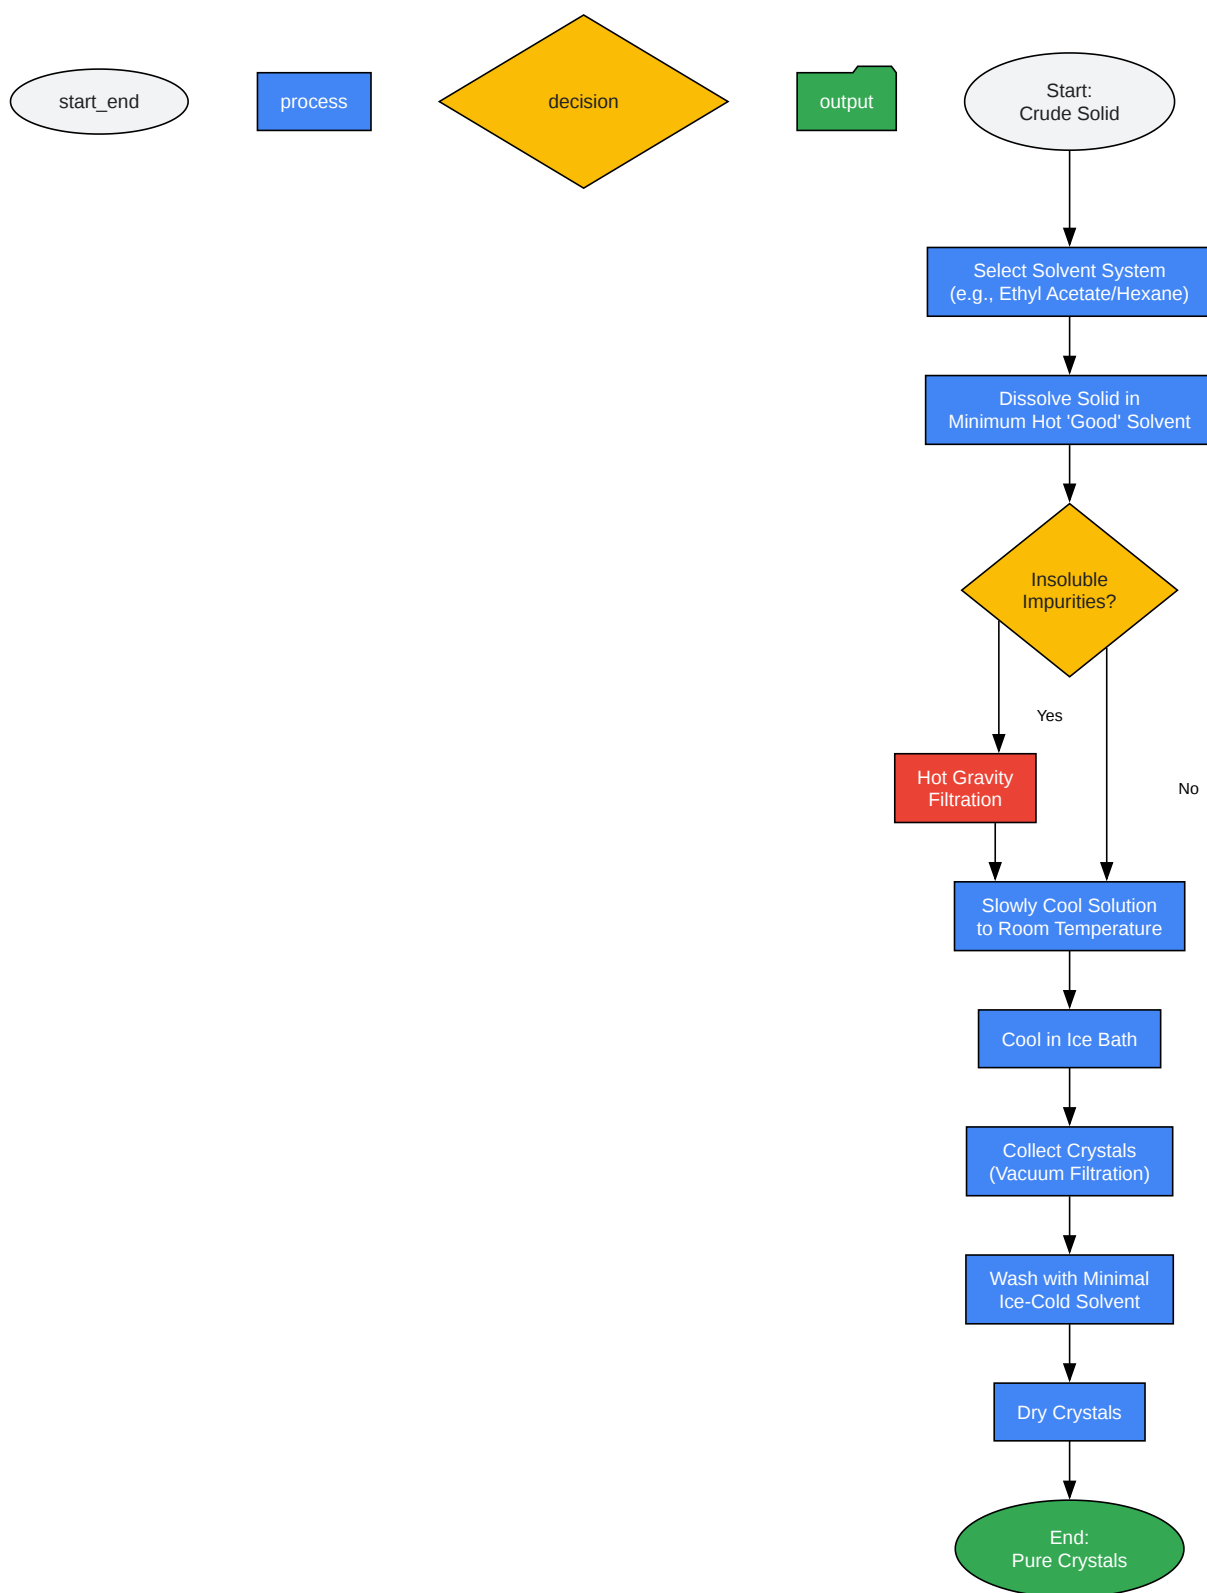 start_end
process
decision
output
Start:
Crude Solid
Select Solvent System
(e.g., Ethyl Acetate/Hexane)
Dissolve Solid in
Minimum Hot 'Good' Solvent
Insoluble
Impurities?
Yes
Hot Gravity
Filtration
No
Slowly Cool Solution
to Room Temperature
Cool in Ice Bath
Collect Crystals
(Vacuum Filtration)
Wash with Minimal
Ice-Cold Solvent
Dry Crystals
End:
Pure Crystals